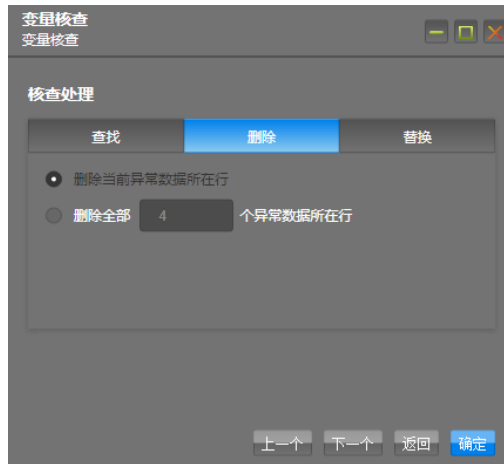 变量核查
变量核查
核查处理
查找 删除 替换
删除当前异常数据所在行
删除全部 4 个异常数据所在行
上一个 下一个 返回 确定